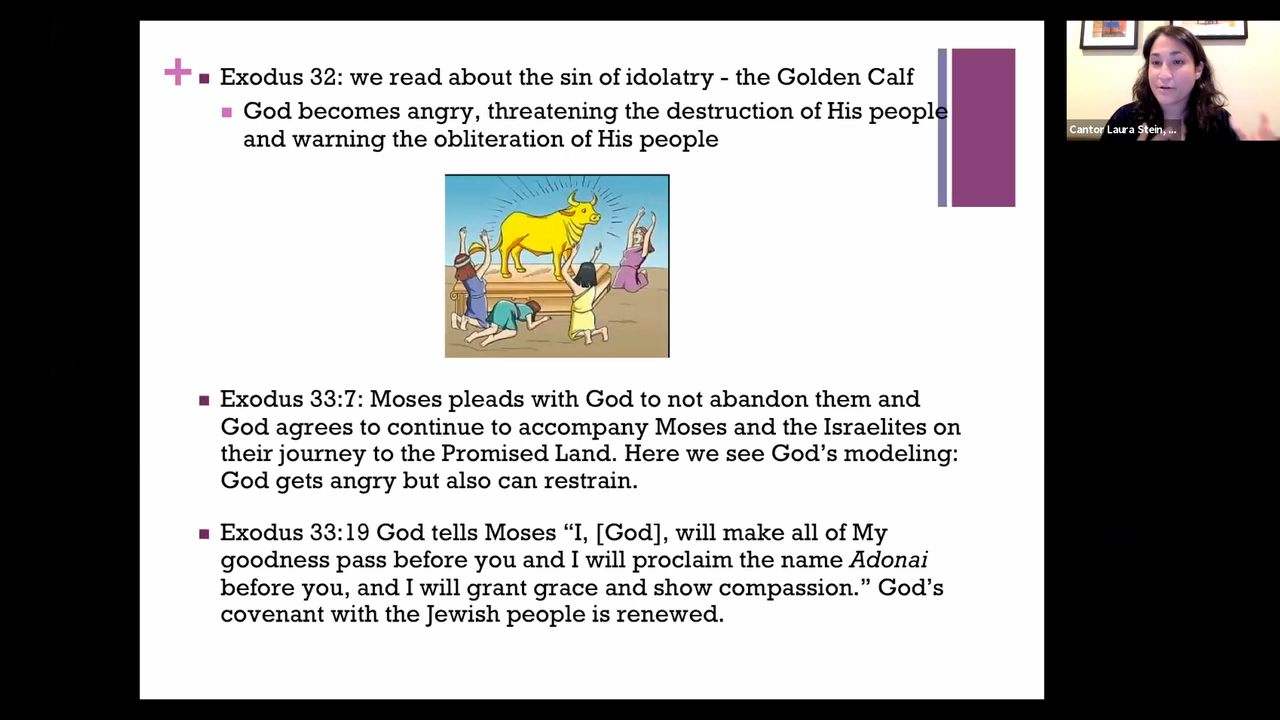 Exodus 32: we read about the sin of idolatry - the Golden Calf
God becomes angry, threatening the destruction of His people
and warning the obliteration of His people
Exodus 33:7: Moses pleads with God to not abandon them and
God agrees to continue to accompany Moses and the Israelites on
their journey to the Promised Land. Here we see God’s modeling:
God gets angry but also can restrain.
Exodus 33:19 God tells Moses “I, [God], will make all of My
goodness pass before you and I will proclaim the name Adonai
before you, and I will grant grace and show compassion.” God’s
covenant with the Jewish people is renewed.
Cantor Laura Stein, ...